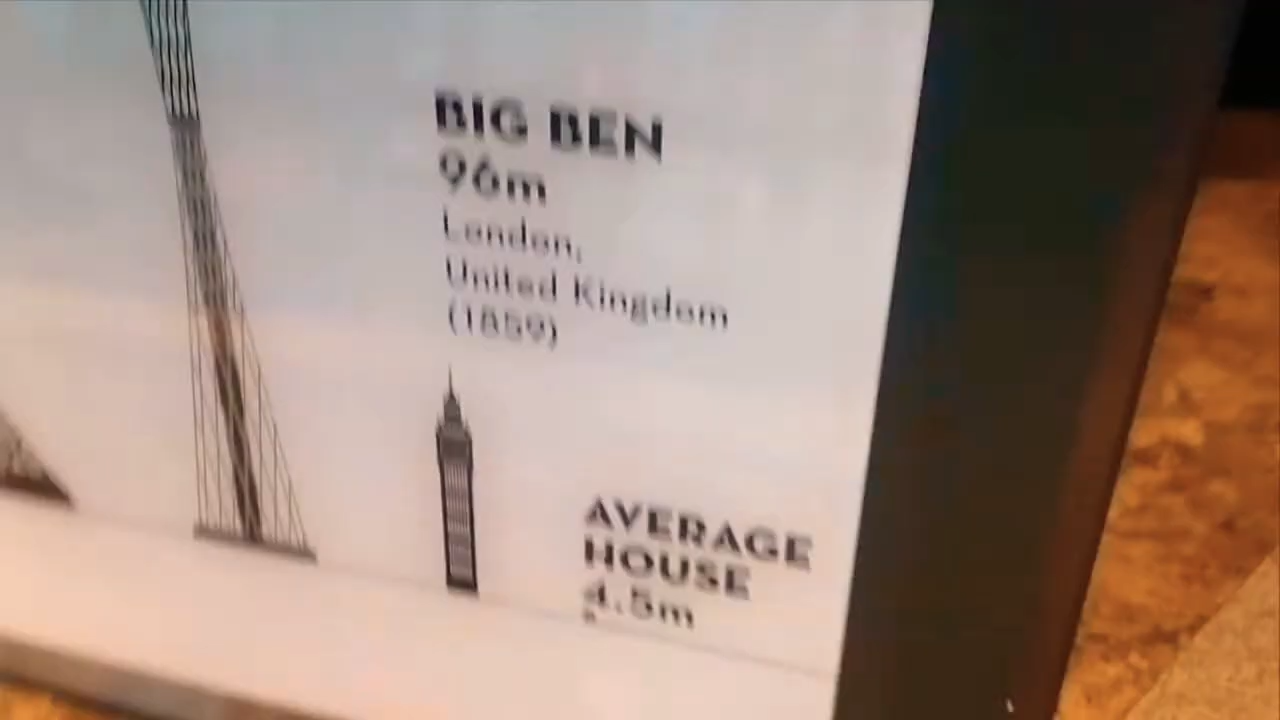 BIG BEN
96m
London,
United Kingdom
(1859)
AVERAGE
HOUSE
4.5m